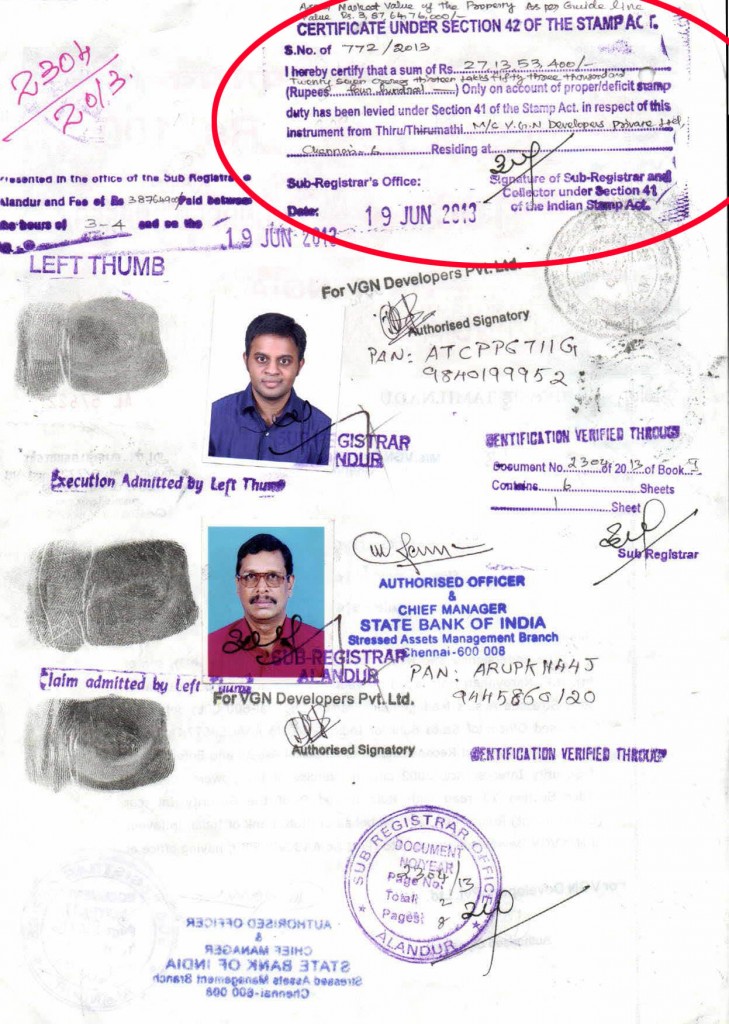 Market Value of the Property As per Guide line
Value Rs. 3,87,64,76,000/-
CERTIFICATE UNDER SECTION 42 OF THE STAMP ACT.
S.No. of 772/2013
I hereby certify that a sum of Rs. 27,13,53,400/-
Twenty Seven Crores thirteen Lakhs fifty three thousand
(Rupees four hundred) Only on account of proper/deficit stamp
duty has been levied under Section 41 of the Stamp Act. in respect of this
instrument from Thiru/Thirumathi M/s V.G.N Developers Private Ltd,
Chennai-6 Residing at
Sub-Registrar's Office:
Signature of Sub-Registrar and
Collector under Section 41
of the Indian Stamp Act.
Date: 19 JUN 2013
2304
2013.
Presented in the office of the Sub Registrar
Alandur and Fee of Rs 38764900/- Paid between
the hours of 3-4 and on the
19 JUN 2013
LEFT THUMB
For VGN Developers Pvt. Ltd.
Authorised Signatory
PAN: ATCPP6711G
9840199952
SUB REGISTRAR
ALANDUR
Execution Admitted by Left Thumb
IDENTIFICATION VERIFIED THROUGH
Document No. 2304 of 2013 of Book I
Contains 6 Sheets
1 Sheet
Sub Registrar
AUTHORISED OFFICER
&
CHIEF MANAGER
STATE BANK OF INDIA
Stressed Assets Management Branch
Chennai-600 008
SUB-REGISTRAR
ALANDUR
9445860120
Claim admitted by Left Thumb
For VGN Developers Pvt. Ltd.
Authorised Signatory
IDENTIFICATION VERIFIED THROUGH
SUB REGISTRAR OFFICE
DOCUMENT
NO/YEAR
2304/13
Page No: 2
Total
Pages: 8
ALANDUR
AUTHORISED OFFICER
&
CHIEF MANAGER
STATE BANK OF INDIA
Stressed Assets Management Branch
Chennai-600 008